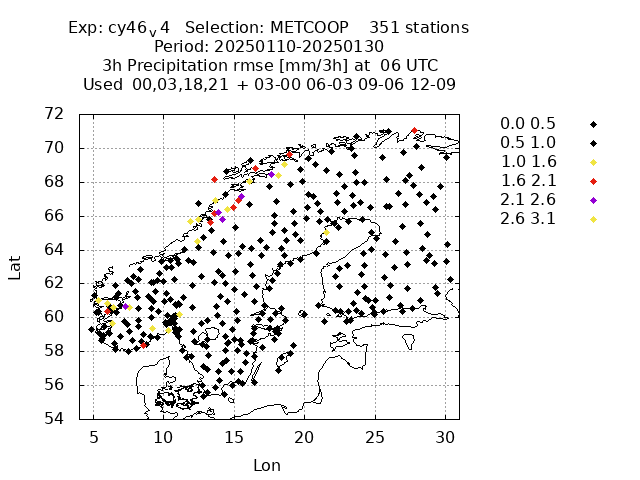 Exp: cy46v4 Selection: METCOOP 351 stations
Period: 20250110-20250130
3h Precipitation rmse [mm/3h] at 06 UTC
Used 00,03,18,21 + 03-00 06-03 09-06 12-09
72
70
68
66
64
62
60
58
56
54
Lat
5 10 15 20 25 30
Lon
0.0 0.5
0.5 1.0
1.0 1.6
1.6 2.1
2.1 2.6
2.6 3.1